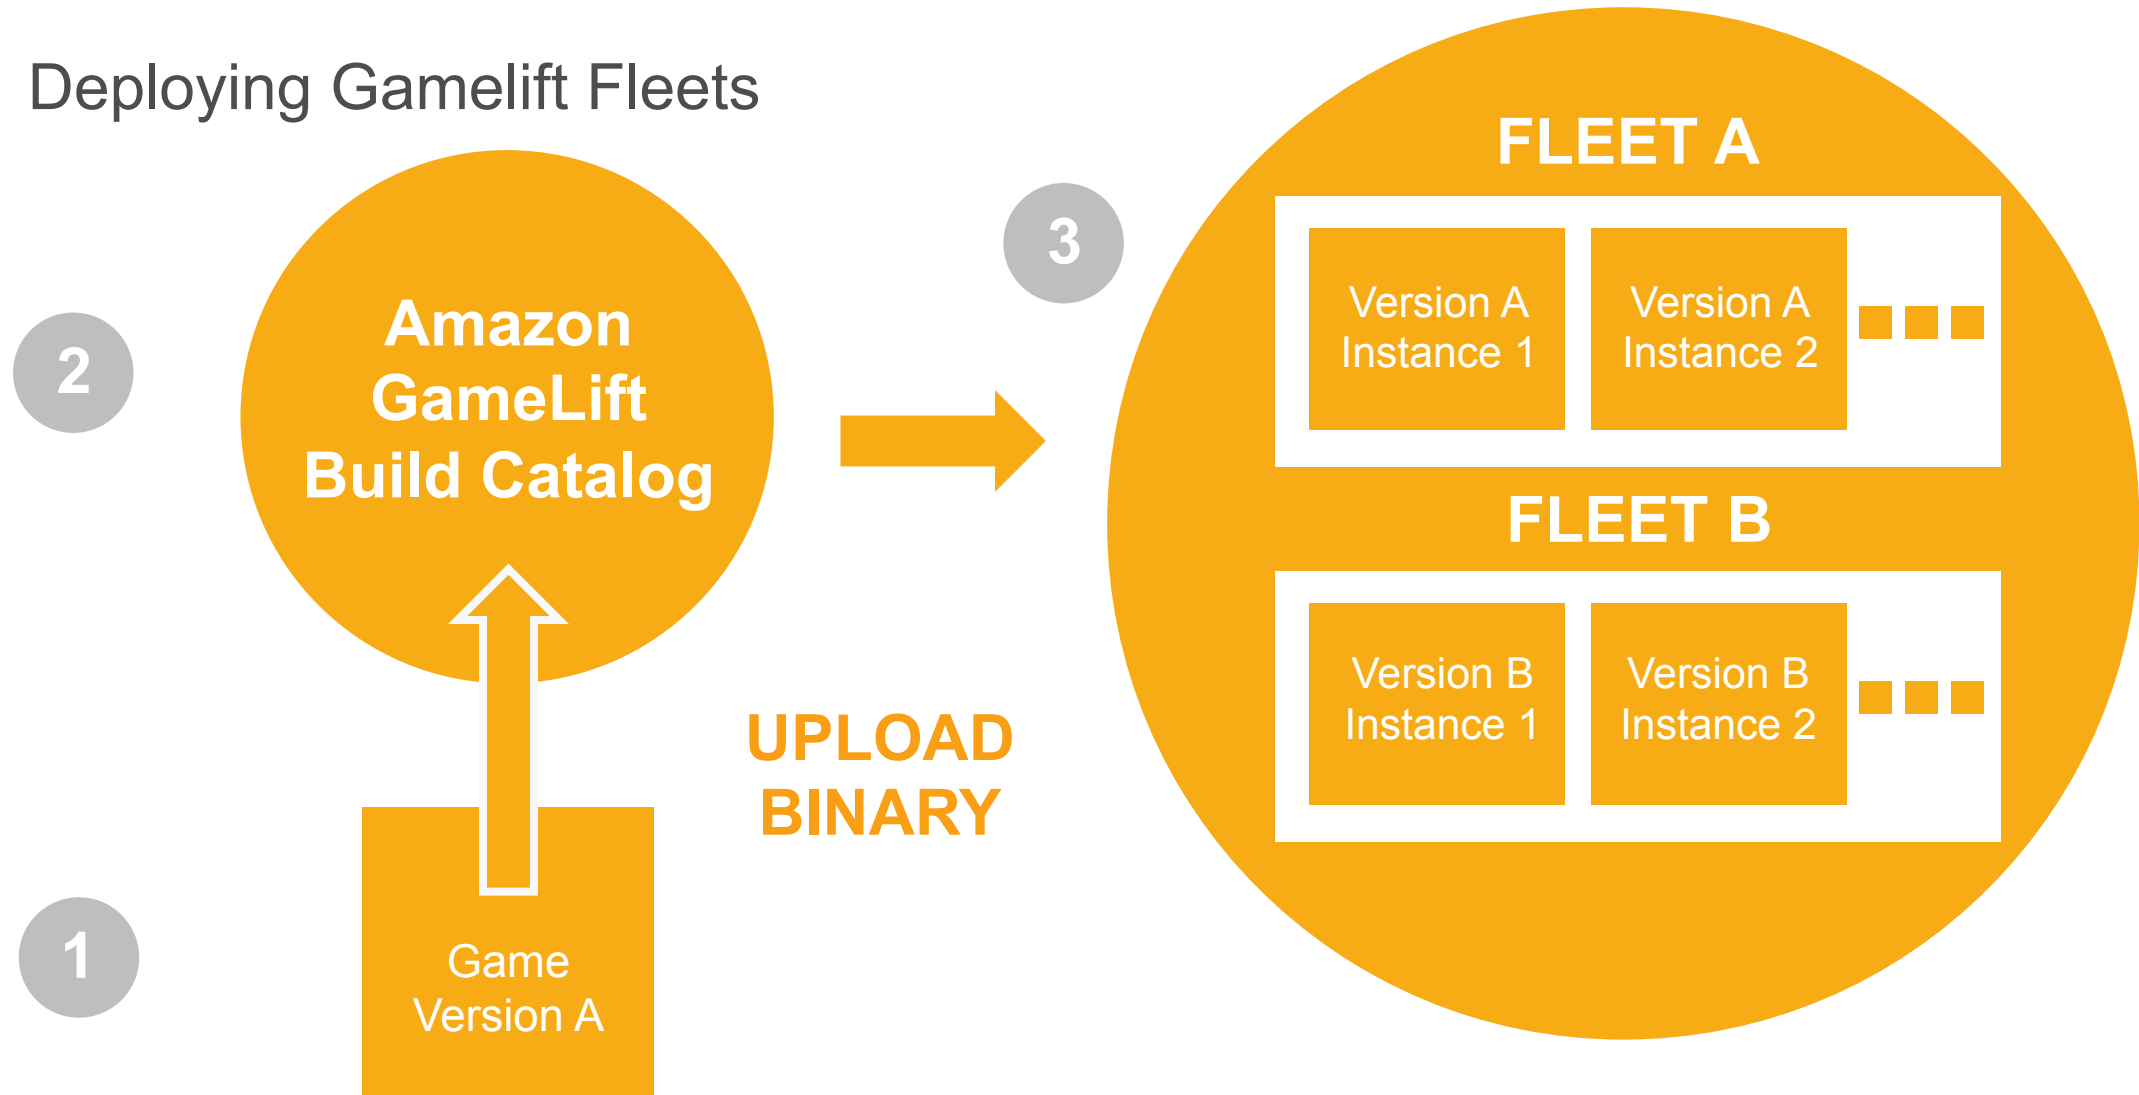 Deploying Gamelift Fleets
2
Amazon
GameLift
Build Catalog
1
Game
Version A
UPLOAD
BINARY
3
FLEET A
Version A
Instance 1
Version A
Instance 2
FLEET B
Version B
Instance 1
Version B
Instance 2